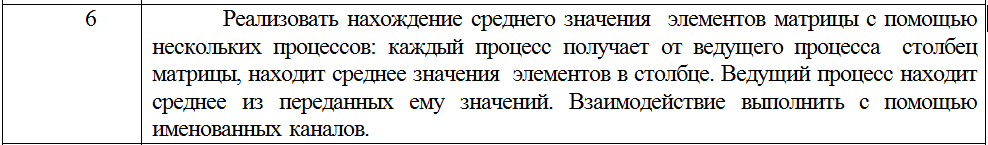 6 Реализовать нахождение среднего значения элементов матрицы с помощью
нескольких процессов: каждый процесс получает от ведущего процесса столбец
матрицы, находит среднее значения элементов в столбце. Ведущий процесс находит
среднее из переданных ему значений. Взаимодействие выполнить с помощью
именованных каналов.